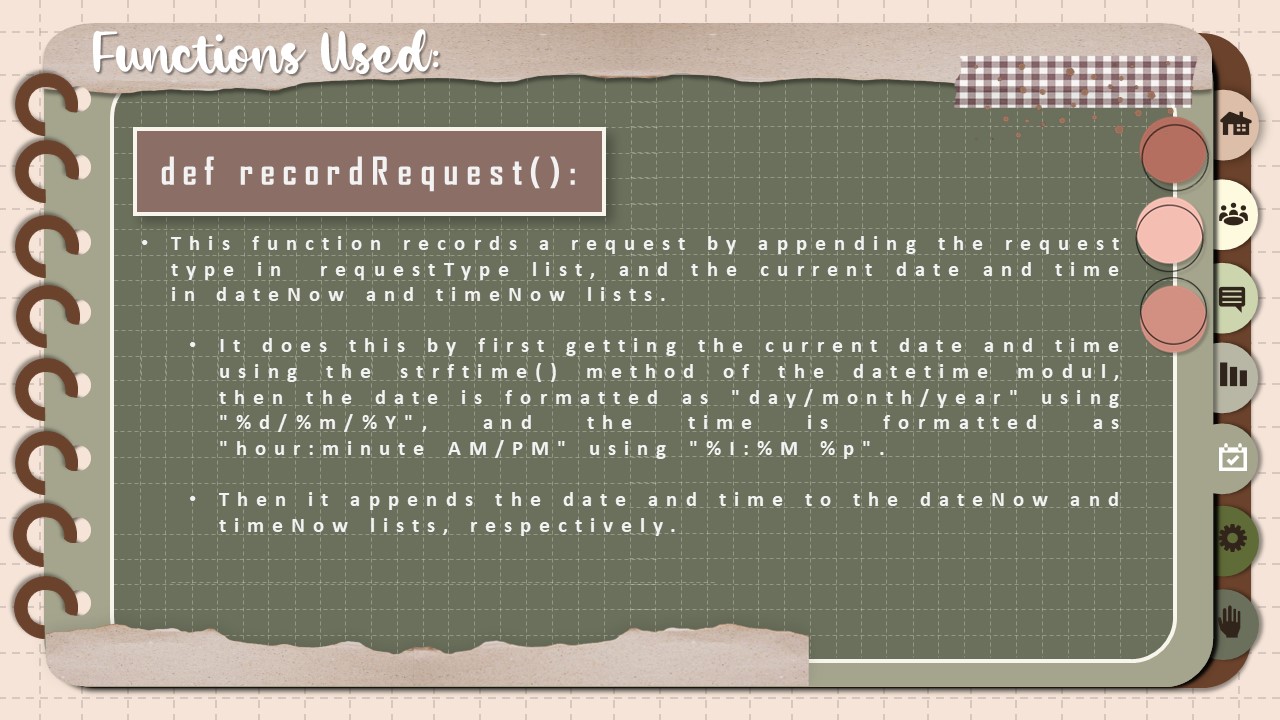 Functions Used:
def recordRequest():
• This function records a request by appending the request
type in requestType list, and the current date and time
in dateNow and timeNow lists.
• It does this by first getting the current date and time
using the strftime() method of the datetime modul,
then the date is formatted as "day/month/year" using
"%d/%m/%Y", and the time is formatted as
"hour:minute AM/PM" using "%I:%M %p".
• Then it appends the date and time to the dateNow and
timeNow lists, respectively.